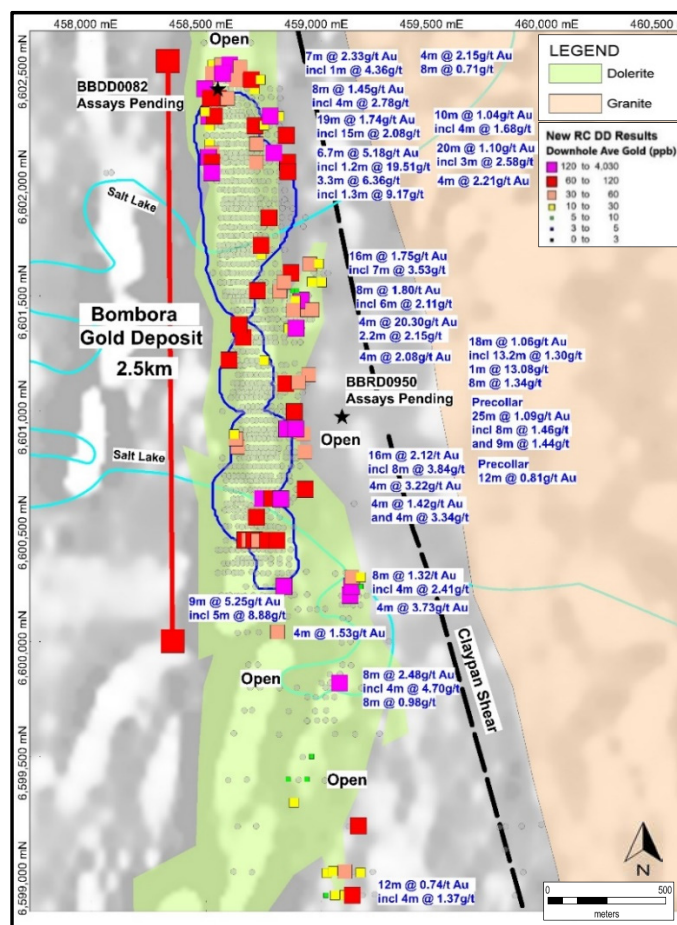 458,000 mE
458,500 mE
459,000 mE
459,500 mE
460,000 mE
460,500 mE
6,602,500 mN
6,602,000 mN
6,601,500 mN
6,601,000 mN
6,600,500 mN
6,600,000 mN
6,599,500 mN
6,599,000 mN
Open
BBDD0082
Assays Pending
7m @ 2.33g/t Au
incl 1m @ 4.36g/t
8m @ 1.45g/t Au
incl 4m @ 2.78g/t
19m @ 1.74g/t Au
incl 15m @ 2.08g/t
6.7m @ 5.18g/t Au
incl 1.2m @ 19.51g/t
3.3m @ 6.36g/t
incl 1.3m @ 9.17g/t
4m @ 2.15g/t Au
8m @ 0.71g/t
10m @ 1.04g/t Au
incl 4m @ 1.68g/t
20m @ 1.10g/t Au
incl 3m @ 2.58g/t
4m @ 2.21g/t Au
LEGEND
Dolerite
Granite
New RC DD Results
Downhole Ave Gold (ppb)
120 to 4,030
60 to 120
30 to 60
10 to 30
5 to 10
3 to 5
0 to 3
Salt Lake
Bombora
Gold Deposit
2.5km
16m @ 1.75g/t Au
incl 7m @ 3.53g/t
8m @ 1.80g/t Au
incl 6m @ 2.11g/t
4m @ 20.30g/t Au
2.2m @ 2.15g/t
4m @ 2.08g/t Au
BBRD0950
Assays Pending
Open
18m @ 1.06g/t Au
incl 13.2m @ 1.30g/t
1m @ 13.08g/t
8m @ 1.34g/t
Precollar
25m @ 1.09g/t Au
incl 8m @ 1.46g/t
and 9m @ 1.44g/t
Precollar
12m @ 0.81g/t Au
Salt Lake
16m @ 2.12g/t Au
incl 8m @ 3.84g/t
4m @ 3.22g/t Au
4m @ 1.42g/t Au
and 4m @ 3.34g/t
8m @ 1.32g/t Au
incl 4m @ 2.41g/t
4m @ 3.73g/t Au
9m @ 5.25g/t Au
incl 5m @ 8.88g/t
4m @ 1.53g/t Au
Open
8m @ 2.48g/t Au
incl 4m @ 4.70g/t
8m @ 0.98g/t
Claypan Shear
Open
12m @ 0.74/t Au
incl 4m @ 1.37g/t
N
0
500
meters